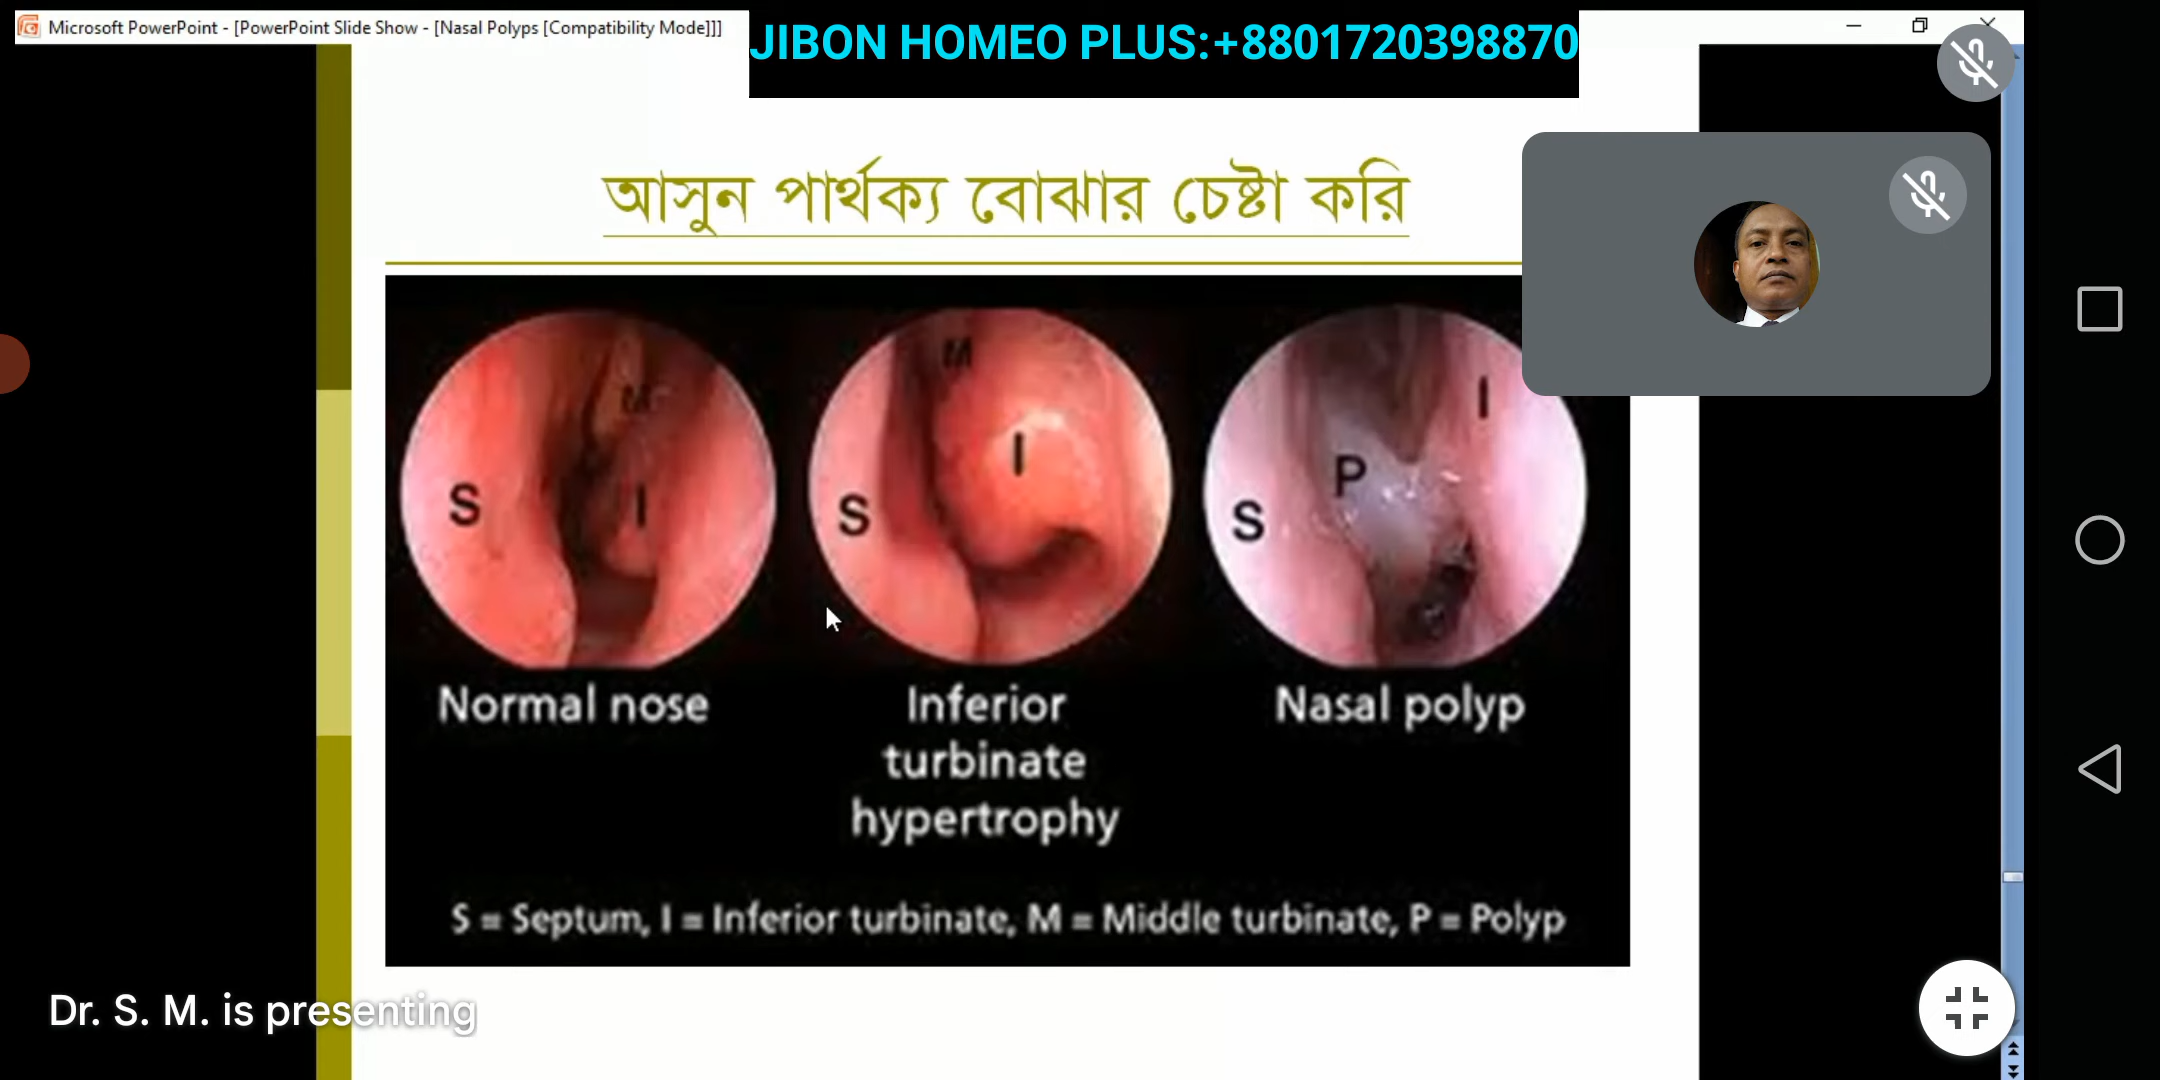 Microsoft PowerPoint - [PowerPoint Slide Show - [Nasal Polyps [Compatibility Mode]]]
JIBON HOMEO PLUS:+8801720398870
আসুন পার্থক্য বোঝার চেষ্টা করি
M
S
I
M
I
S
I
P
S
Normal nose
Inferior
turbinate
hypertrophy
Nasal polyp
S = Septum, I = Inferior turbinate, M = Middle turbinate, P = Polyp
Dr. S. M. is presenting